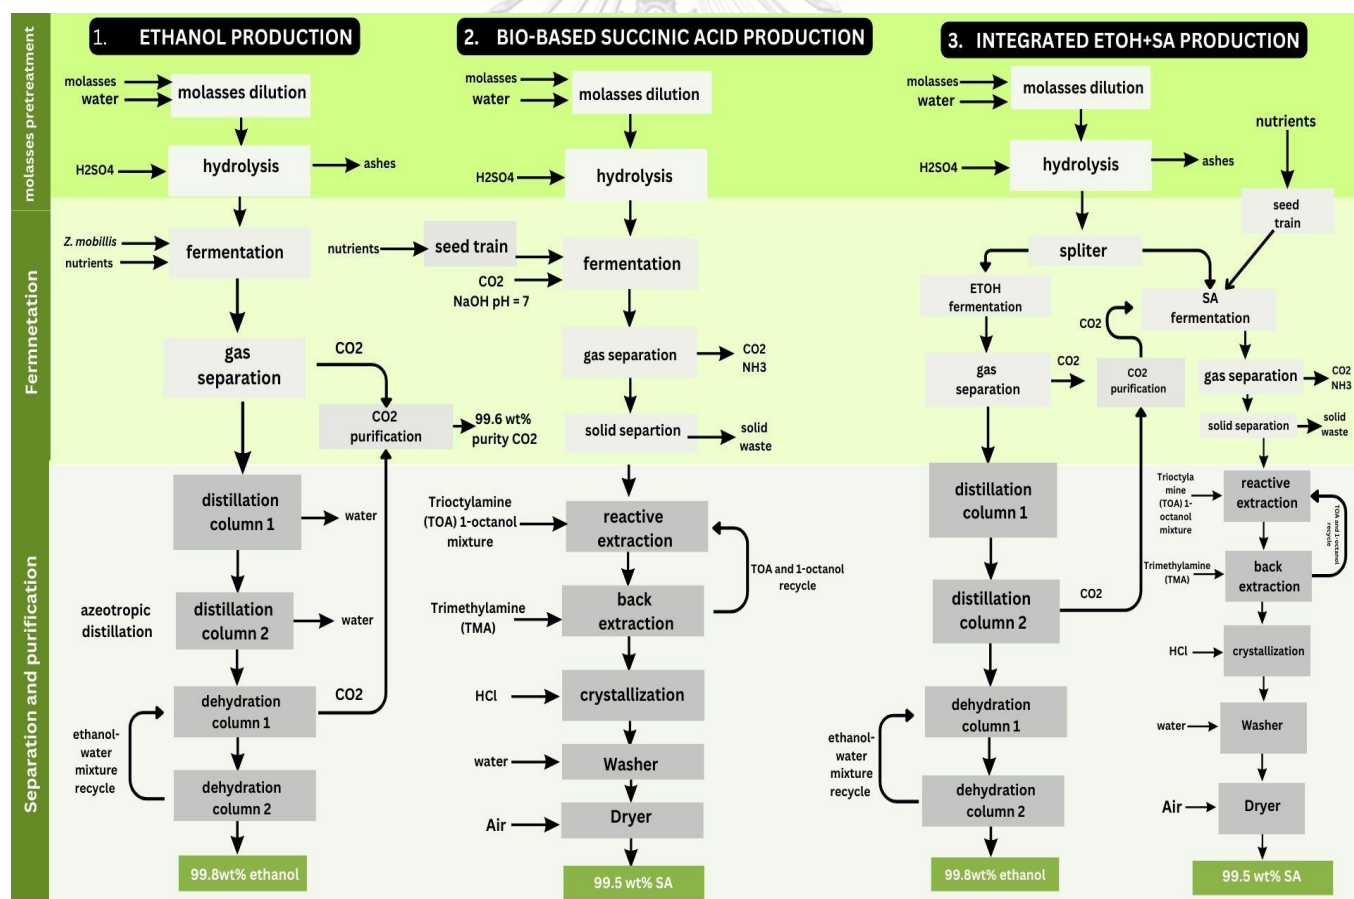 molasses pretreatment
Fermnetation
Separation and purification
1. ETHANOL PRODUCTION
molasses
water
molasses dilution
H2SO4
hydrolysis
ashes
Z. mobillis
nutrients
fermentation
gas
separation
CO2
CO2
purification
99.6 wt%
purity CO2
distillation
column 1
water
azeotropic
distillation
distillation
column 2
water
dehydration
column 1
CO2
ethanol-
water
mixture
recycle
dehydration
column 2
99.8wt% ethanol
2. BIO-BASED SUCCINIC ACID PRODUCTION
molasses
water
molasses dilution
H2SO4
hydrolysis
nutrients
seed train
CO2
NaOH pH = 7
fermentation
gas separation
CO2
NH3
solid separtion
solid
waste
Trioctylamine
(TOA) 1-octanol
mixture
reactive
extraction
TOA and 1-octanol
recycle
Trimethylamine
(TMA)
back
extraction
HCl
crystallization
water
Washer
Air
Dryer
99.5 wt% SA
3. INTEGRATED ETOH+SA PRODUCTION
molasses
water
molasses dilution
H2SO4
hydrolysis
ashes
nutrients
seed
train
spliter
ETOH
fermentation
SA
fermentation
CO2
gas
separation
CO2
CO2
purification
gas separation
CO2
NH3
solid separation
solid
waste
distillation
column 1
distillation
column 2
CO2
dehydration
column 1
ethanol-
water
mixture
recycle
dehydration
column 2
99.8wt% ethanol
Trioctyla
mine
(TOA) 1-
octanol
mixture
reactive
extraction
TOA and 1-octanol
recycle
Trimethylamine
(TMA)
back
extraction
HCl
crystallization
water
Washer
Air
Dryer
99.5 wt% SA